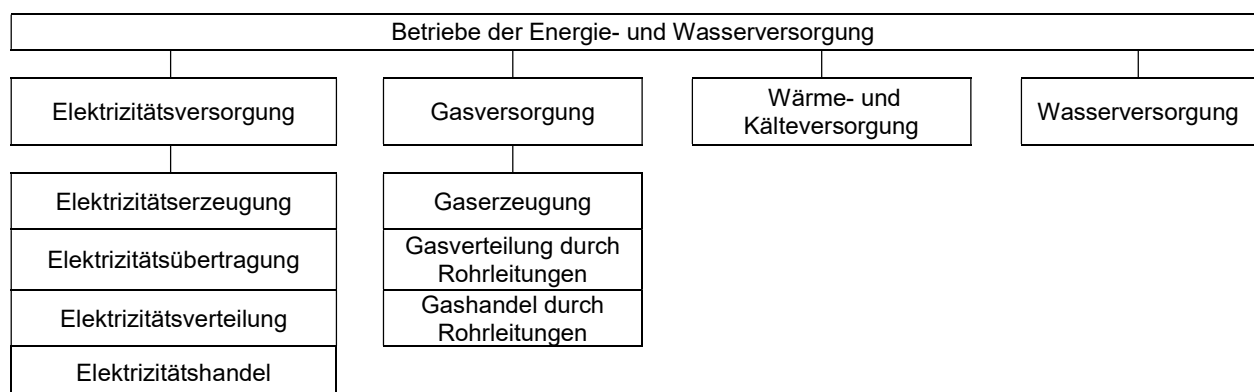 Betriebe der Energie- und Wasserversorgung
Elektrizitätsversorgung
Gasversorgung
Wärme- und
Kälteversorgung
Wasserversorgung
Elektrizitätserzeugung
Gaserzeugung
Elektrizitätsübertragung
Gasverteilung durch
Rohrleitungen
Elektrizitätsverteilung
Gashandel durch
Rohrleitungen
Elektrizitätshandel